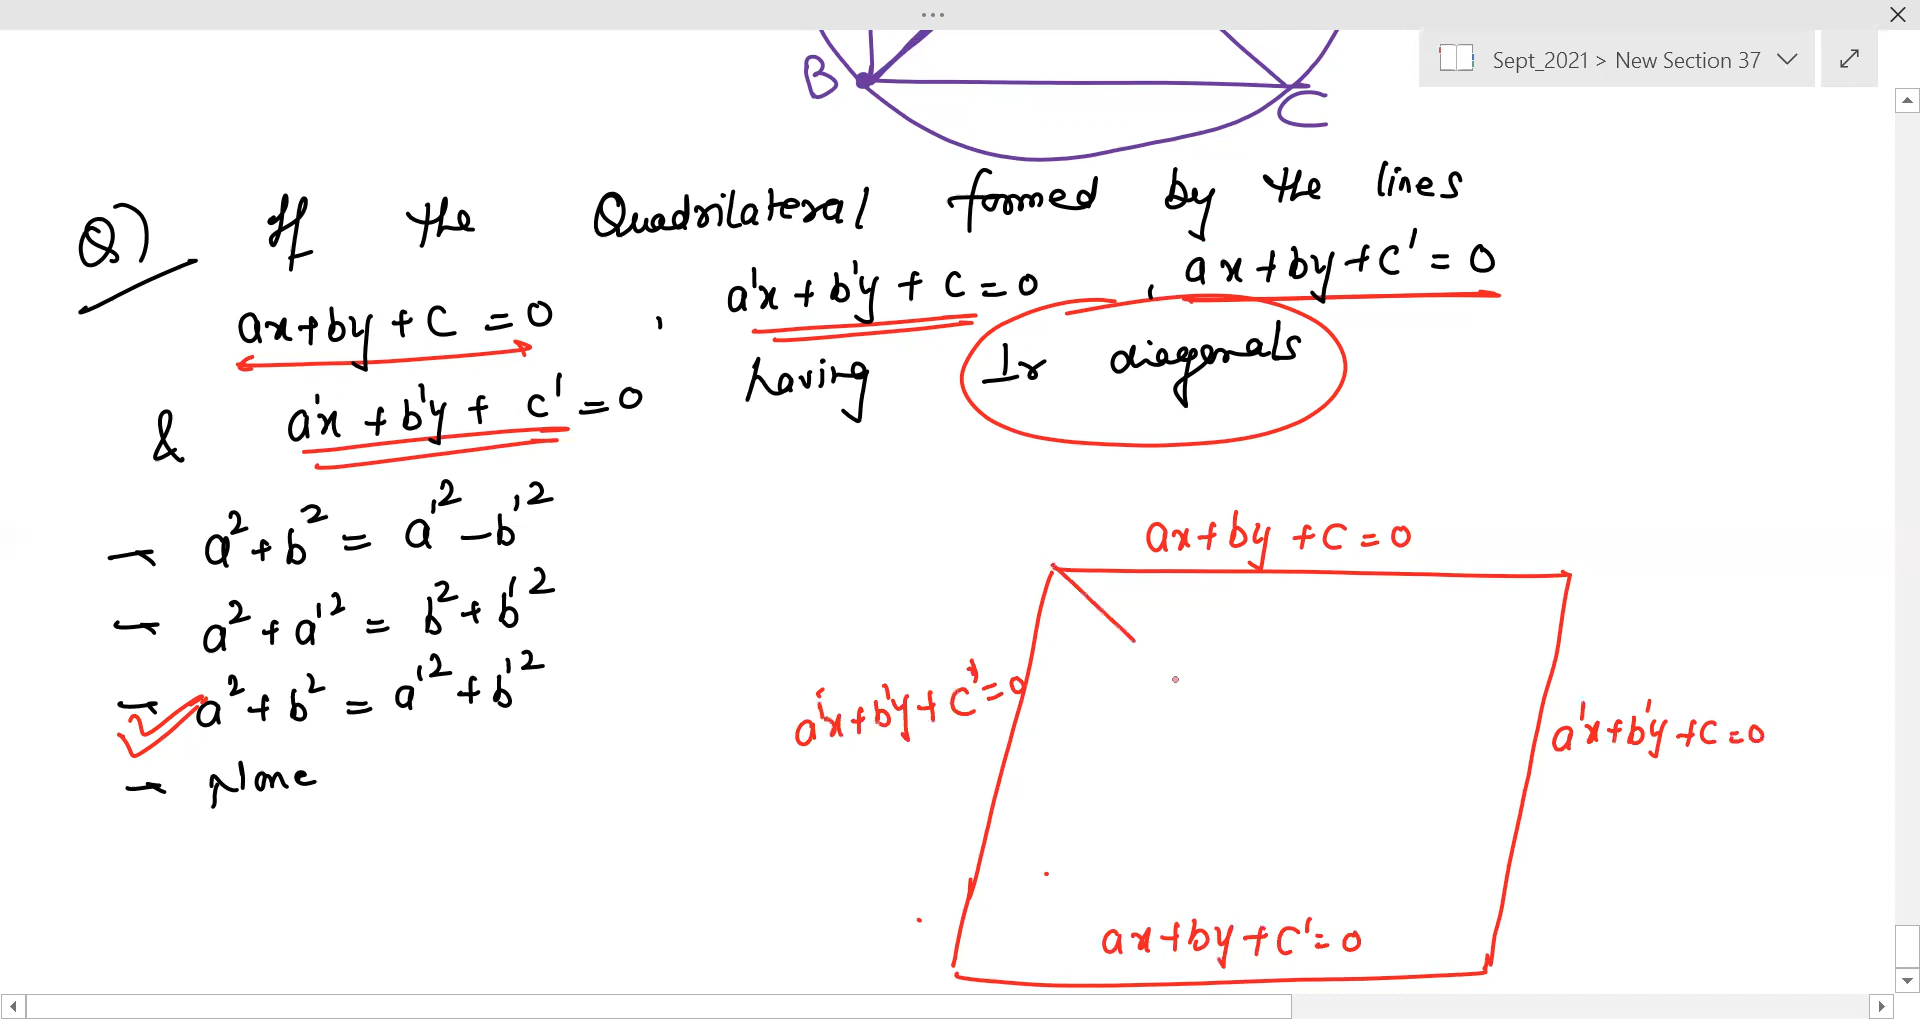 Sept_2021 > New Section 37
B
C
Q) If the Quadrilateral formed by the lines
ax+by+c=0 , a'x+b'y+c=0 , ax+by+c'=0
& a'x+b'y+c'=0 having ⊥r diagonals
– a²+b² = a'²-b'²
– a²+a'² = b²+b'²
– a²+b² = a'²+b'²
– None
ax+by+c=0
a'x+b'y+c'=0
a'x+b'y+c=0
ax+by+c'=0